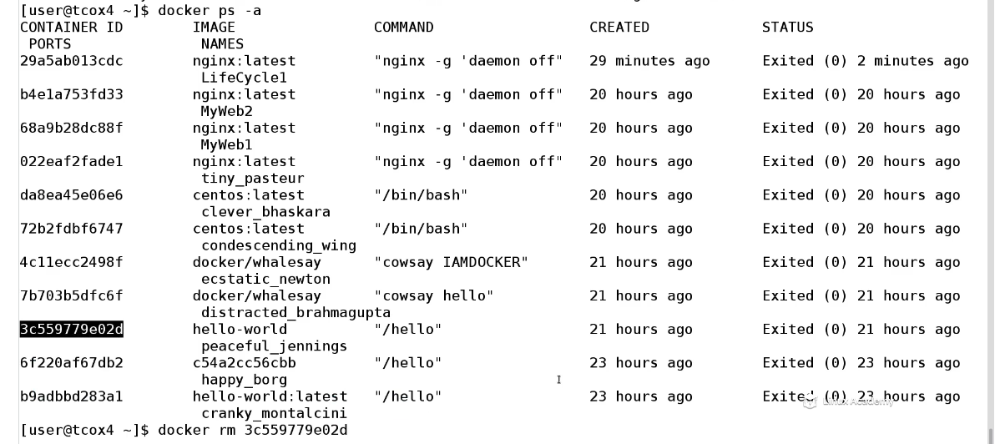 [user@tcox4 ~]$ docker ps -a
CONTAINER ID        IMAGE                COMMAND                  CREATED             STATUS
 PORTS               NAMES
29a5ab013cdc        nginx:latest         "nginx -g 'daemon off"   29 minutes ago      Exited (0) 2 minutes ago
                     LifeCycle1
b4e1a753fd33        nginx:latest         "nginx -g 'daemon off"   20 hours ago        Exited (0) 20 hours ago
                     MyWeb2
68a9b28dc88f        nginx:latest         "nginx -g 'daemon off"   20 hours ago        Exited (0) 20 hours ago
                     MyWeb1
022eaf2fade1        nginx:latest         "nginx -g 'daemon off"   20 hours ago        Exited (0) 20 hours ago
                     tiny_pasteur
da8ea45e06e6        centos:latest        "/bin/bash"              20 hours ago        Exited (0) 20 hours ago
                     clever_bhaskara
72b2fdbf6747        centos:latest        "/bin/bash"              20 hours ago        Exited (0) 20 hours ago
                     condescending_wing
4c11ecc2498f        docker/whalesay      "cowsay IAMDOCKER"       21 hours ago        Exited (0) 21 hours ago
                     ecstatic_newton
7b703b5dfc6f        docker/whalesay      "cowsay hello"           21 hours ago        Exited (0) 21 hours ago
                     distracted_brahmagupta
3c559779e02d        hello-world          "/hello"                 21 hours ago        Exited (0) 21 hours ago
                     peaceful_jennings
6f220af67db2        c54a2cc56cbb         "/hello"                 23 hours ago        Exited (0) 23 hours ago
                     happy_borg
b9adbbd283a1        hello-world:latest   "/hello"                 23 hours ago        Exited (0) 23 hours ago
                     cranky_montalcini
Linux Academy
[user@tcox4 ~]$ docker rm 3c559779e02d